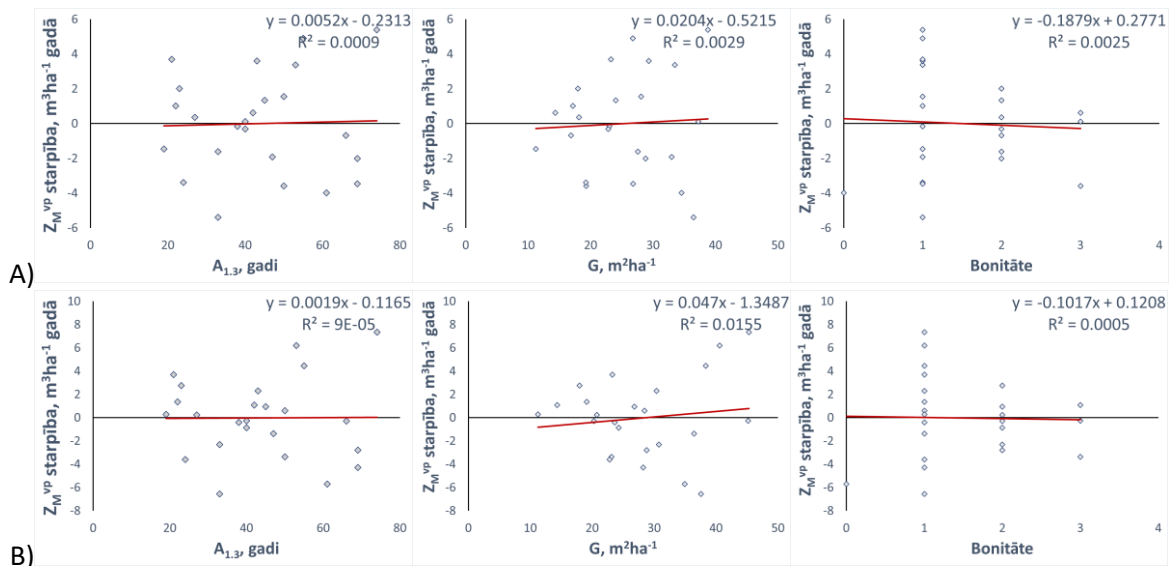 y = 0.0052x - 0.2313
R² = 0.0009
Z_M^vp starpība, m³ha⁻¹ gadā
6
4
2
0
-2
-4
-6
0 20 40 60 80
A₁.₃, gadi
y = 0.0204x - 0.5215
R² = 0.0029
Z_M^vp starpība, m³ha⁻¹ gadā
6
4
2
0
-2
-4
-6
0 10 20 30 40 50
G, m²ha⁻¹
y = -0.1879x + 0.2771
R² = 0.0025
Z_M^vp starpība, m³ha⁻¹ gadā
6
4
2
0
-2
-4
-6
0 1 2 3 4
Bonitāte
A)
y = 0.0019x - 0.1165
R² = 9E-05
Z_M^vp starpība, m³ha⁻¹ gadā
10
8
6
4
2
0
-2
-4
-6
-8
0 20 40 60 80
A₁.₃, gadi
y = 0.047x - 1.3487
R² = 0.0155
Z_M^vp starpība, m³ha⁻¹ gadā
10
8
6
4
2
0
-2
-4
-6
-8
0 10 20 30 40 50
G, m²ha⁻¹
y = -0.1017x + 0.1208
R² = 0.0005
Z_M^vp starpība, m³ha⁻¹ gadā
10
8
6
4
2
0
-2
-4
-6
-8
0 1 2 3 4
Bonitāte
B)